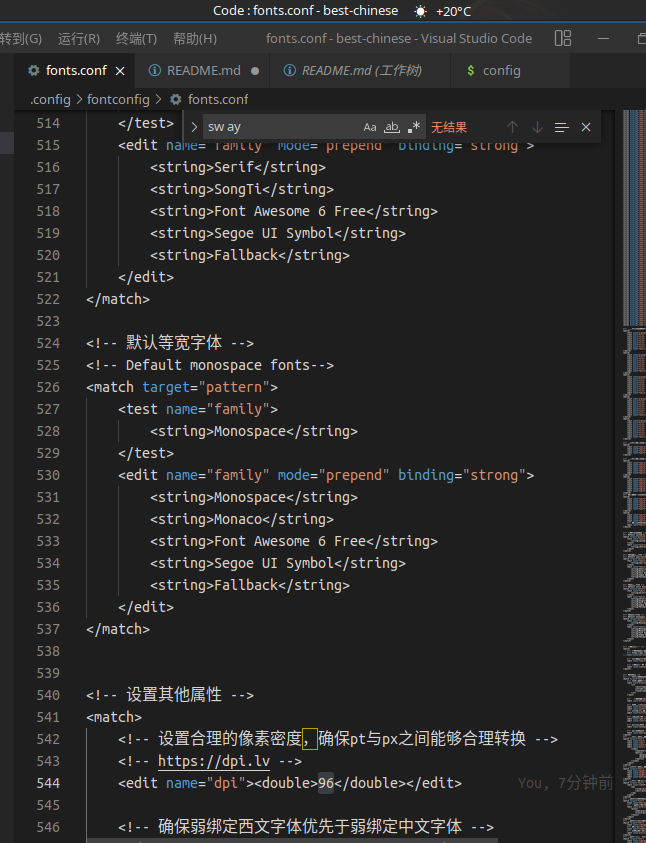 Code : fonts.conf - best-chinese +20°C
转到(G) 运行(R) 终端(T) 帮助(H) fonts.conf - best-chinese - Visual Studio Code
fonts.conf README.md README.md (工作树) $ config
.config > fontconfig > fonts.conf
sway Aa ab .* 无结果
514 </test>
515 <edit name="family" mode="prepend" binding="strong">
516 <string>Serif</string>
517 <string>SongTi</string>
518 <string>Font Awesome 6 Free</string>
519 <string>Segoe UI Symbol</string>
520 <string>Fallback</string>
521 </edit>
522 </match>
523
524 <!-- 默认等宽字体 -->
525 <!-- Default monospace fonts-->
526 <match target="pattern">
527 <test name="family">
528 <string>Monospace</string>
529 </test>
530 <edit name="family" mode="prepend" binding="strong">
531 <string>Monospace</string>
532 <string>Monaco</string>
533 <string>Font Awesome 6 Free</string>
534 <string>Segoe UI Symbol</string>
535 <string>Fallback</string>
536 </edit>
537 </match>
538
539
540 <!-- 设置其他属性 -->
541 <match>
542 <!-- 设置合理的像素密度，确保pt与px之间能够合理转换 -->
543 <!-- https://dpi.lv -->
544 <edit name="dpi"><double>96</double></edit> You, 7分钟前
545
546 <!-- 确保弱绑定西文字体优先于弱绑定中文字体 -->